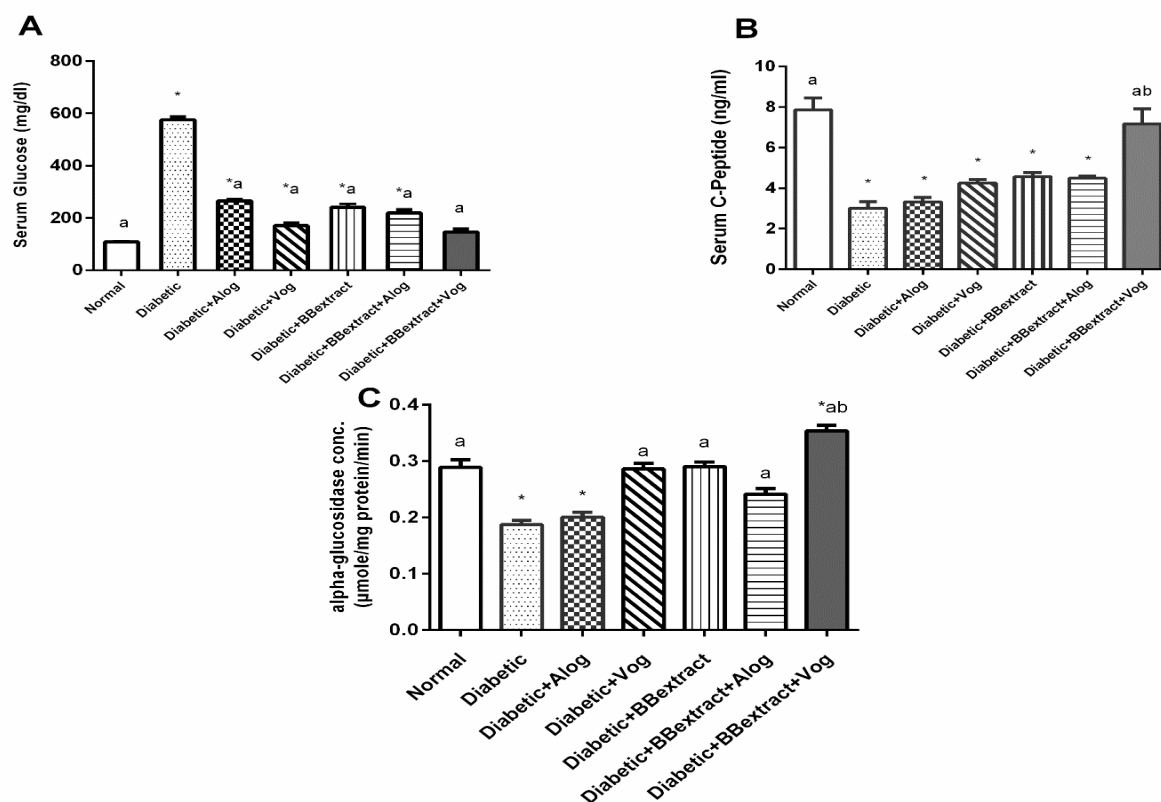 A
Serum Glucose (mg/dl)
800
600
400
200
0
a
*
*a
*a
*a
*a
a
Normal
Diabetic
Diabetic+Alog
Diabetic+Vog
Diabetic+BBextract
Diabetic+BBextract+Alog
Diabetic+BBextract+Vog
B
Serum C-Peptide (ng/ml)
10
8
6
4
2
0
a
*
*
*
*
*
ab
Normal
Diabetic
Diabetic+Alog
Diabetic+Vog
Diabetic+BBextract
Diabetic+BBextract+Alog
Diabetic+BBextract+Vog
C
alpha-glucosidase conc.
(μmole/mg protein/min)
0.4
0.3
0.2
0.1
0.0
a
*
*
a
a
a
*ab
Normal
Diabetic
Diabetic+Alog
Diabetic+Vog
Diabetic+BBextract
Diabetic+BBextract+Alog
Diabetic+BBextract+Vog